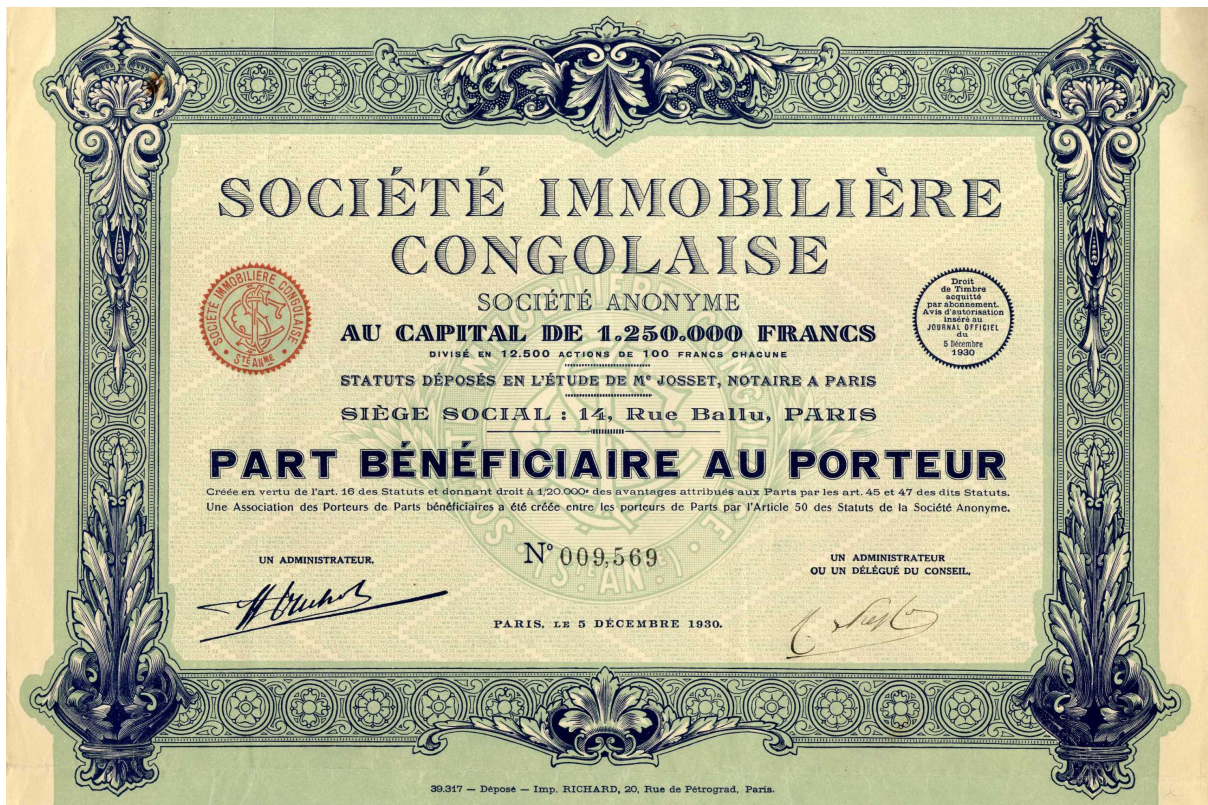 SOCIÉTÉ IMMOBILIÈRE
CONGOLAISE
SOCIÉTÉ ANONYME
AU CAPITAL DE 1.250.000 FRANCS
DIVISÉ EN 12.500 ACTIONS DE 100 FRANCS CHACUNE
STATUTS DÉPOSÉS EN L'ÉTUDE DE Mᵉ JOSSET, NOTAIRE A PARIS
SIÈGE SOCIAL : 14, Rue Ballu, PARIS
SOCIÉTÉ IMMOBILIERE CONGOLAISE
STÉ ANME
Droit
de Timbre
acquitté
par abonnement.
Avis d'autorisation
inséré au
JOURNAL OFFICIEL
du
5 Décembre
1930
PART BÉNÉFICIAIRE AU PORTEUR
Créée en vertu de l'art. 16 des Statuts et donnant droit à 1/20.000ᵉ des avantages attribués aux Parts par les art. 45 et 47 des dits Statuts.
Une Association des Porteurs de Parts bénéficiaires a été créée entre les porteurs de Parts par l'Article 50 des Statuts de la Société Anonyme.
Nº 009,569
UN ADMINISTRATEUR.
UN ADMINISTRATEUR
OU UN DÉLÉGUÉ DU CONSEIL.
PARIS, LE 5 DÉCEMBRE 1930.
39.317 — Déposé — Imp. RICHARD, 20, Rue de Pétrograd, Paris.